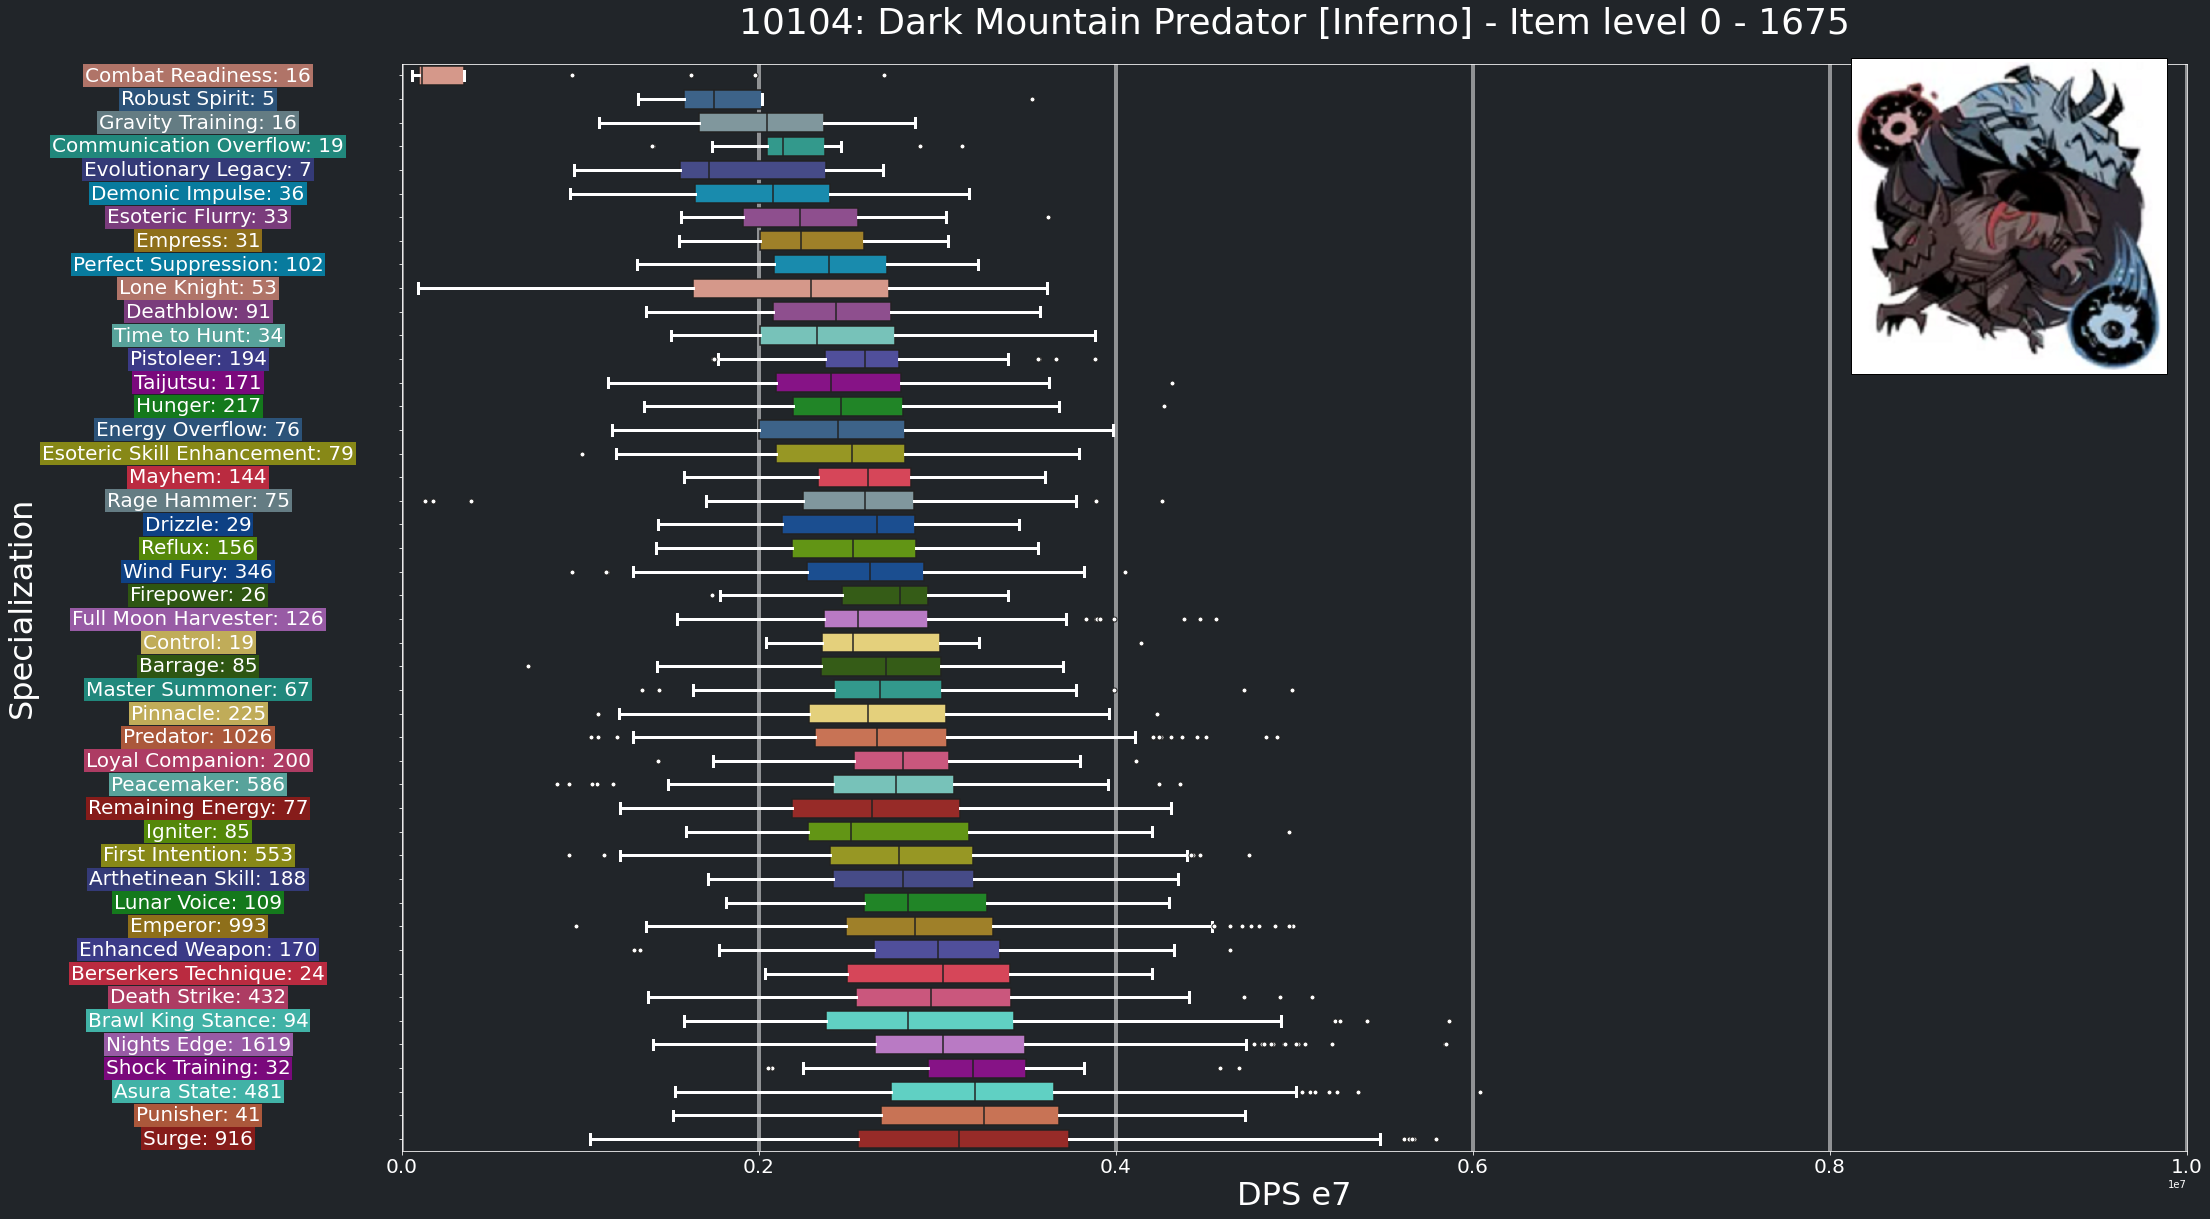 10104: Dark Mountain Predator [Inferno] - Item level 0 - 1675
Combat Readiness: 16
Robust Spirit: 5
Gravity Training: 16
Communication Overflow: 19
Evolutionary Legacy: 7
Demonic Impulse: 36
Esoteric Flurry: 33
Empress: 31
Perfect Suppression: 102
Lone Knight: 53
Deathblow: 91
Time to Hunt: 34
Pistoleer: 194
Taijutsu: 171
Hunger: 217
Energy Overflow: 76
Esoteric Skill Enhancement: 79
Mayhem: 144
Rage Hammer: 75
Drizzle: 29
Reflux: 156
Wind Fury: 346
Firepower: 26
Full Moon Harvester: 126
Control: 19
Barrage: 85
Master Summoner: 67
Pinnacle: 225
Predator: 1026
Loyal Companion: 200
Peacemaker: 586
Remaining Energy: 77
Igniter: 85
First Intention: 553
Arthetinean Skill: 188
Lunar Voice: 109
Emperor: 993
Enhanced Weapon: 170
Berserkers Technique: 24
Death Strike: 432
Brawl King Stance: 94
Nights Edge: 1619
Shock Training: 32
Asura State: 481
Punisher: 41
Surge: 916
Specialization
0.0 0.2 0.4 0.6 0.8 1.0
1e7
DPS e7